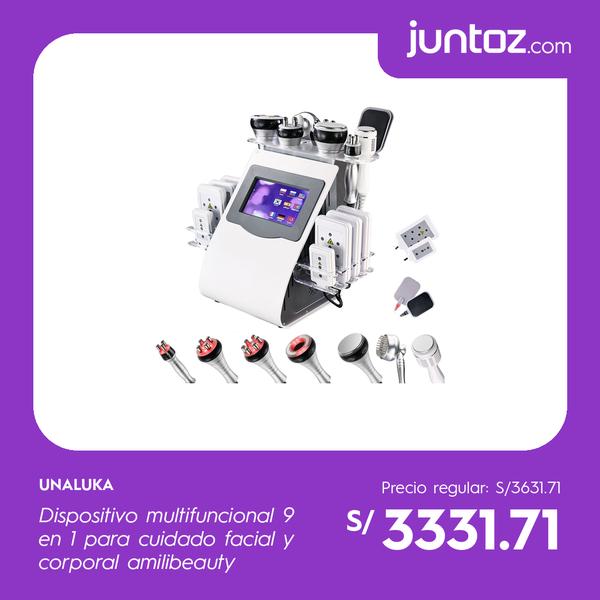 juntoz.com
UNALUKA
Dispositivo multifuncional 9
en 1 para cuidado facial y
corporal amilibeauty
Precio regular: S/3631.71
S/ 3331.71